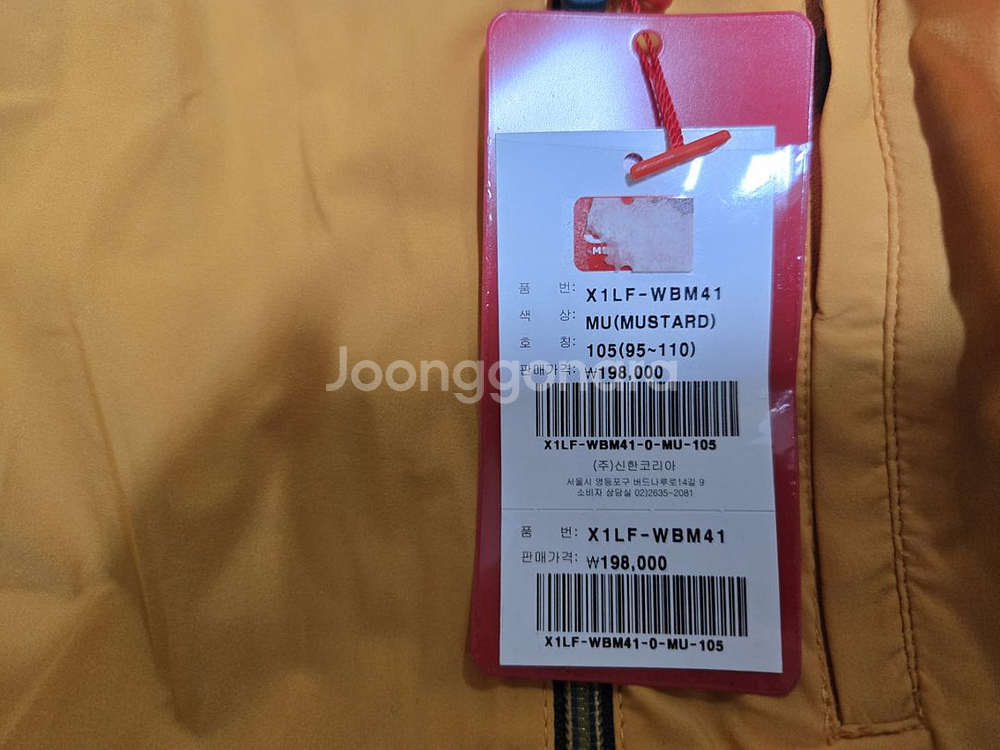 품 번: X1LF-WBM41
색 상: MU(MUSTARD)
호 칭: 105(95~110)
판매가격: ₩198,000
Joonggonara
X1LF-WBM41-0-MU-105
(주)신한코리아
서울시 영등포구 버드나루로14길 9
소비자 상담실 02)2635-2081
품 번: X1LF-WBM41
판매가격: ₩198,000
X1LF-WBM41-0-MU-105